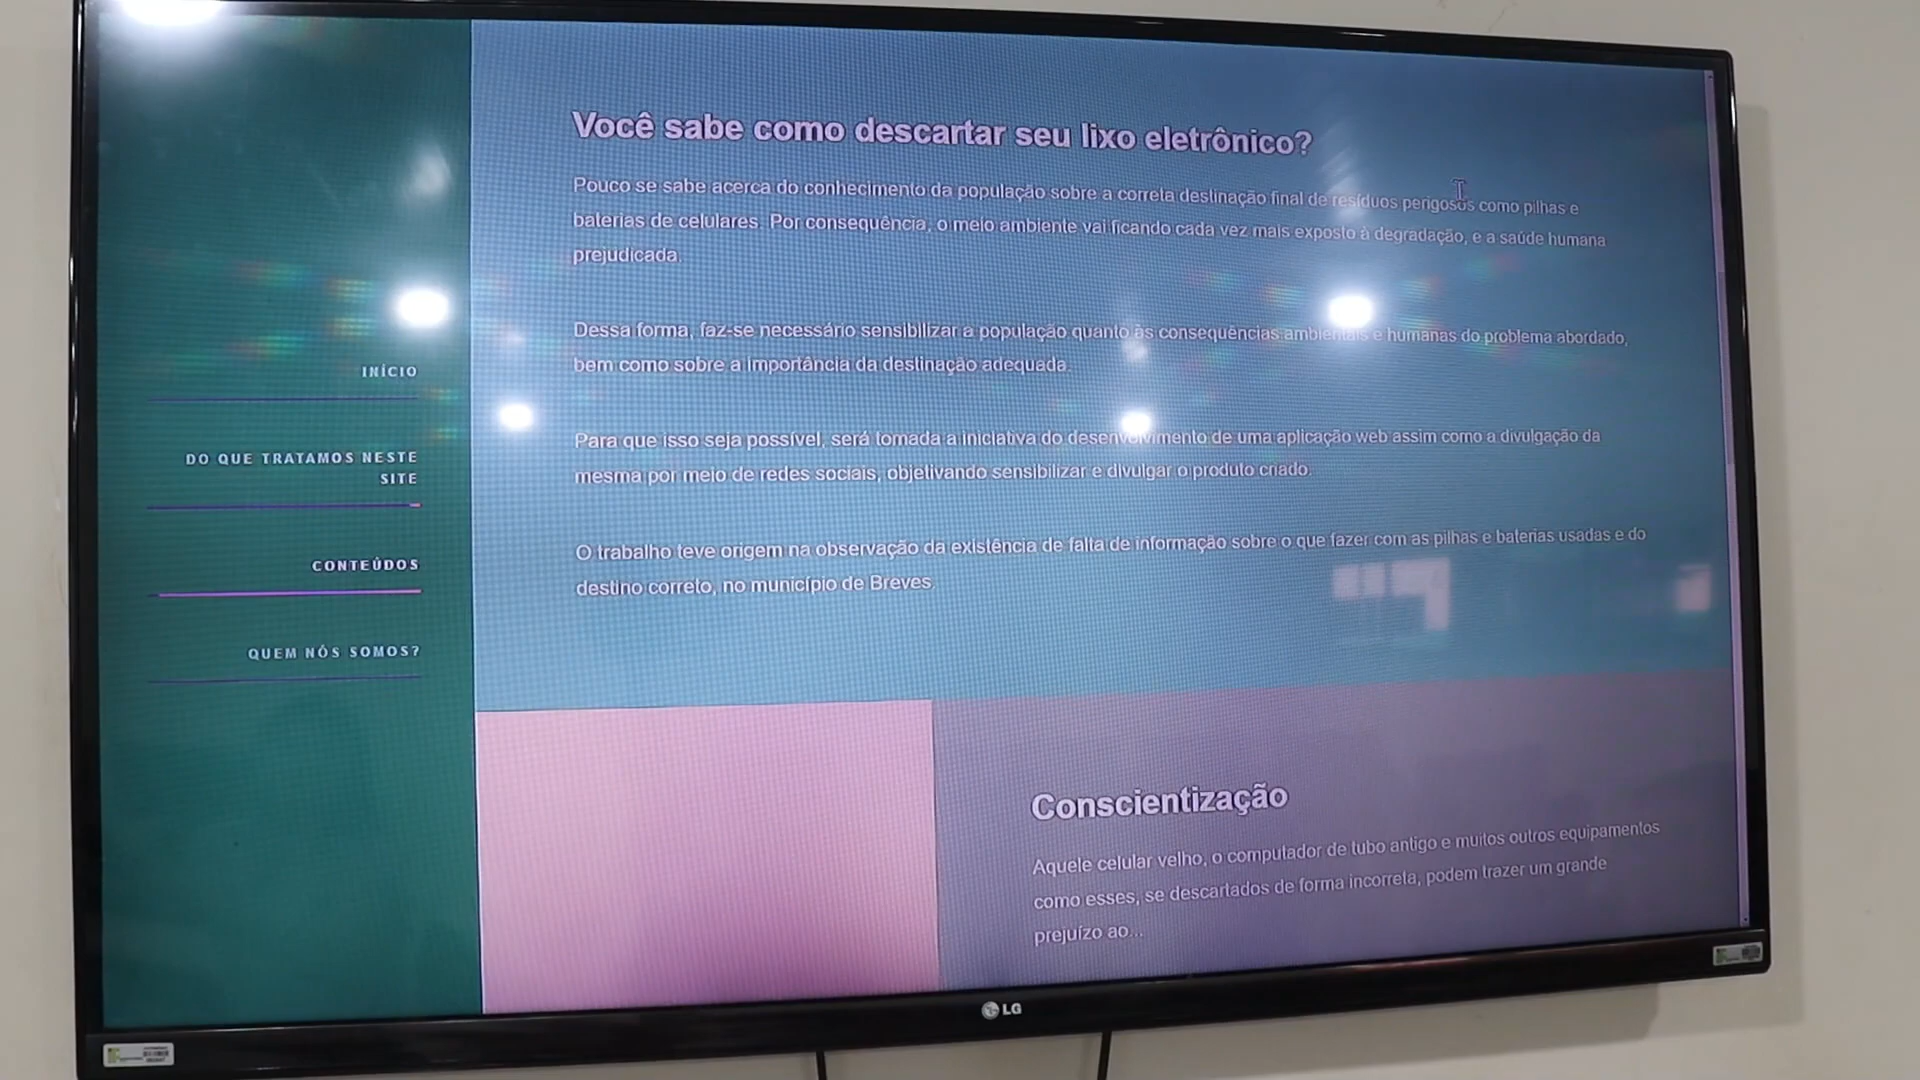 INÍCIO
DO QUE TRATAMOS NESTE
SITE
CONTEÚDOS
QUEM NÓS SOMOS?
Você sabe como descartar seu lixo eletrônico?
Pouco se sabe acerca do conhecimento da população sobre a correta destinação final de resíduos perigosos como pilhas e
baterias de celulares. Por consequência, o meio ambiente vai ficando cada vez mais exposto à degradação, e a saúde humana
prejudicada.
Dessa forma, faz-se necessário sensibilizar a população quanto às consequências ambientais e humanas do problema abordado,
bem como sobre a importância da destinação adequada.
Para que isso seja possível, será tomada a iniciativa do desenvolvimento de uma aplicação web assim como a divulgação da
mesma por meio de redes sociais, objetivando sensibilizar e divulgar o produto criado.
O trabalho teve origem na observação da existência de falta de informação sobre o que fazer com as pilhas e baterias usadas e do
destino correto, no município de Breves.
Conscientização
Aquele celular velho, o computador de tubo antigo e muitos outros equipamentos
como esses, se descartados de forma incorreta, podem trazer um grande
prejuízo ao...
LG